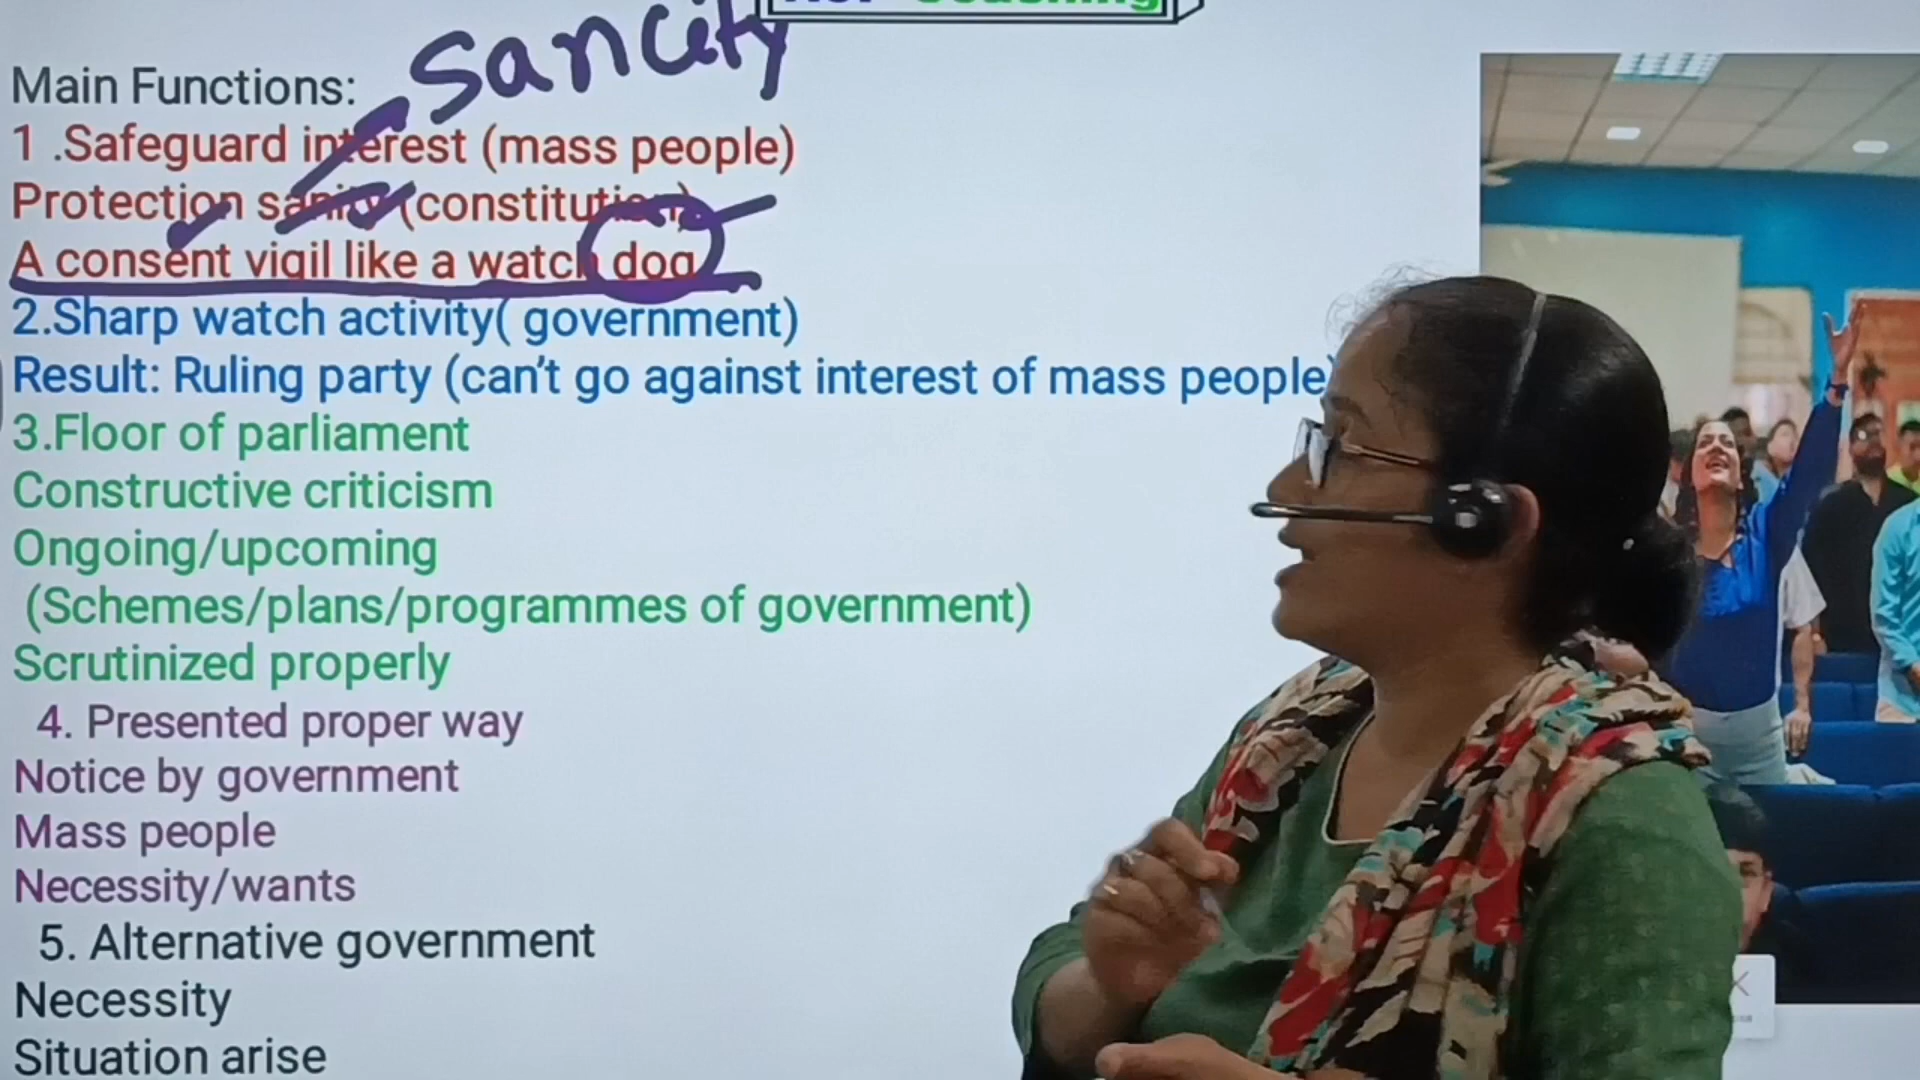 Coaching
sancity
Main Functions:
1 .Safeguard interest (mass people)
Protection sanity (constitution)
A consent vigil like a watch dog
2.Sharp watch activity( government)
Result: Ruling party (can't go against interest of mass people)
3.Floor of parliament
Constructive criticism
Ongoing/upcoming
(Schemes/plans/programmes of government)
Scrutinized properly
4. Presented proper way
Notice by government
Mass people
Necessity/wants
5. Alternative government
Necessity
Situation arise